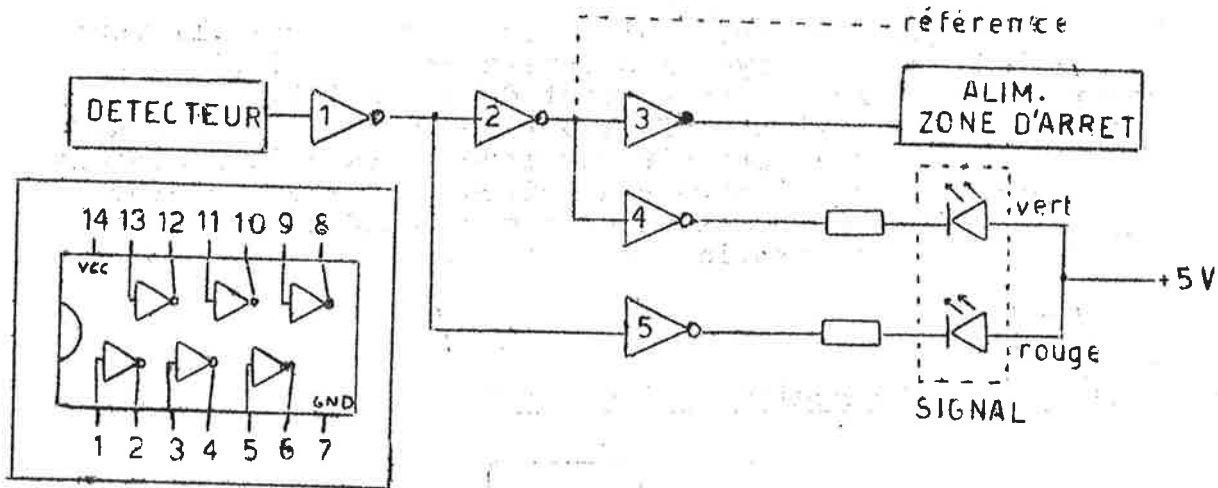 référence
DETECTEUR
1
2
3
ALIM.
ZONE D'ARRET
4
vert
+5V
5
rouge
SIGNAL
14 13 12 11 10 9 8
VCC
GND
1 2 3 4 5 6 7